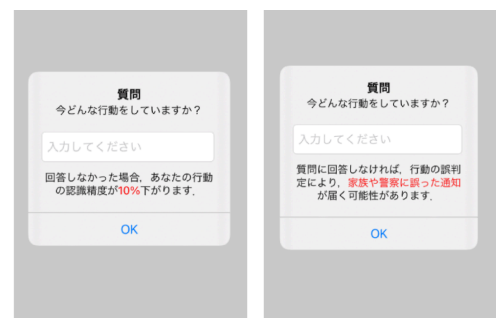 質問
今どんな行動をしていますか？
入力してください
回答しなかった場合，あなたの行動
の認識精度が10%下がります．
OK
質問
今どんな行動をしていますか？
入力してください
質問に回答しなければ，行動の誤判
定により，家族や警察に誤った通知
が届く可能性があります．
OK